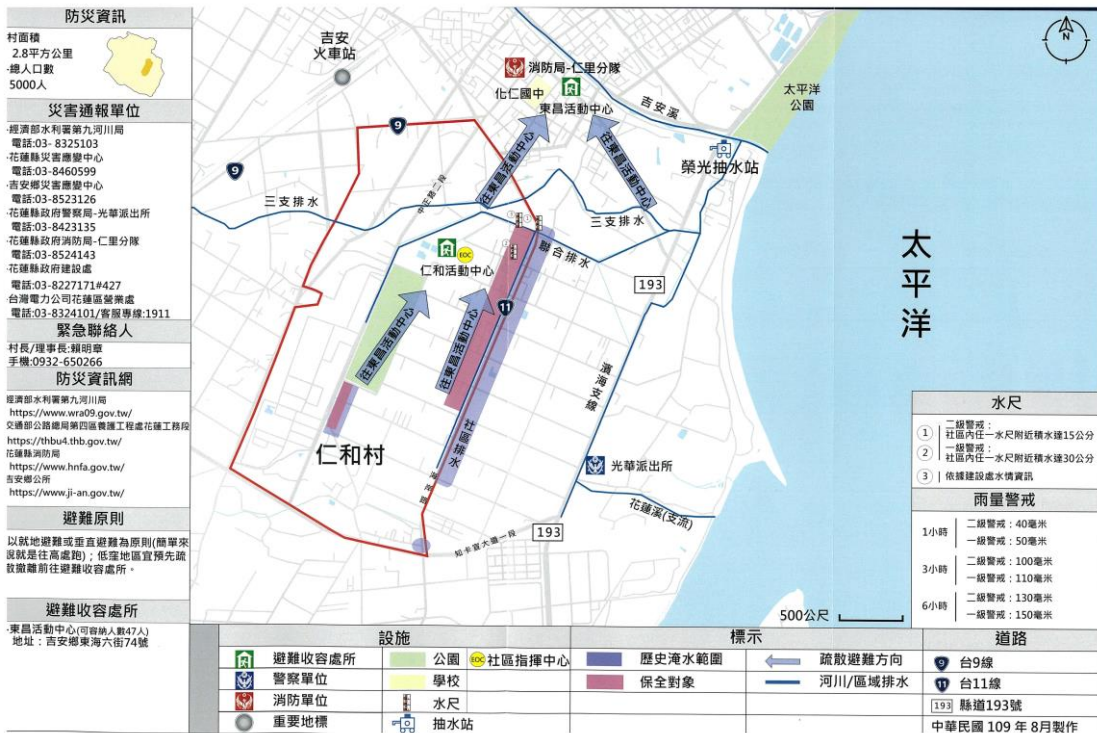 防災資訊
村面積
2.8平方公里
總人口數
5000人
災害通報單位
經濟部水利署第九河川局
電話:03- 8325103
花蓮縣災害應變中心
電話:03-8460599
吉安鄉災害應變中心
電話:03-8523126
花蓮縣政府警察局-光華派出所
電話:03-8423135
花蓮縣政府消防局-仁里分隊
電話:03-8524143
花蓮縣政府建設處
電話:03-8227171#427
台灣電力公司花蓮區營業處
電話:03-8324101/客服專線:1911
緊急聯絡人
村長/理事長:賴明章
手機:0932-650266
防災資訊網
經濟部水利署第九河川局
https://www.wra09.gov.tw/
交通部公路總局第四區養護工程處花蓮工務段
https://thbu4.thb.gov.tw/
花蓮縣消防局
https://www.hnfa.gov.tw/
吉安鄉公所
https://www.ji-an.gov.tw/
避難原則
以就地避難或垂直避難為原則(簡單來
說就是往高處跑)；低窪地區宜預先疏
散撤離前往避難收容處所。
避難收容處所
東昌活動中心(可容納人數47人)
地址：吉安鄉東海六街74號
N
吉安
火車站
消防局-仁里分隊
化仁國中
東昌活動中心
吉安溪
太平洋
公園
榮光抽水站
9
9
中正路一段
往東昌活動中心
往東昌活動中心
三支排水
三支排水
3
1
2
聯合排水
EOC
仁和活動中心
193
11
太平洋
往東昌活動中心
往東昌活動中心
濱海支線
社區排水
仁和村
光華派出所
花蓮溪(支流)
193
知卡宣大道一段
500公尺
水尺
1 二級警戒：
社區內任一水尺附近積水達15公分
2 一級警戒：
社區內任一水尺附近積水達30公分
3 依據建設處水情資訊
雨量警戒
1小時 二級警戒：40毫米
一級警戒：50毫米
3小時 二級警戒：100毫米
一級警戒：110毫米
6小時 二級警戒：130毫米
一級警戒：150毫米
設施 標示 道路
避難收容處所 公園 EOC 社區指揮中心 歷史淹水範圍 疏散避難方向 9 台9線
警察單位 學校 保全對象 河川/區域排水 11 台11線
消防單位 水尺 193 縣道193號
重要地標 抽水站 中華民國 109 年 8月製作